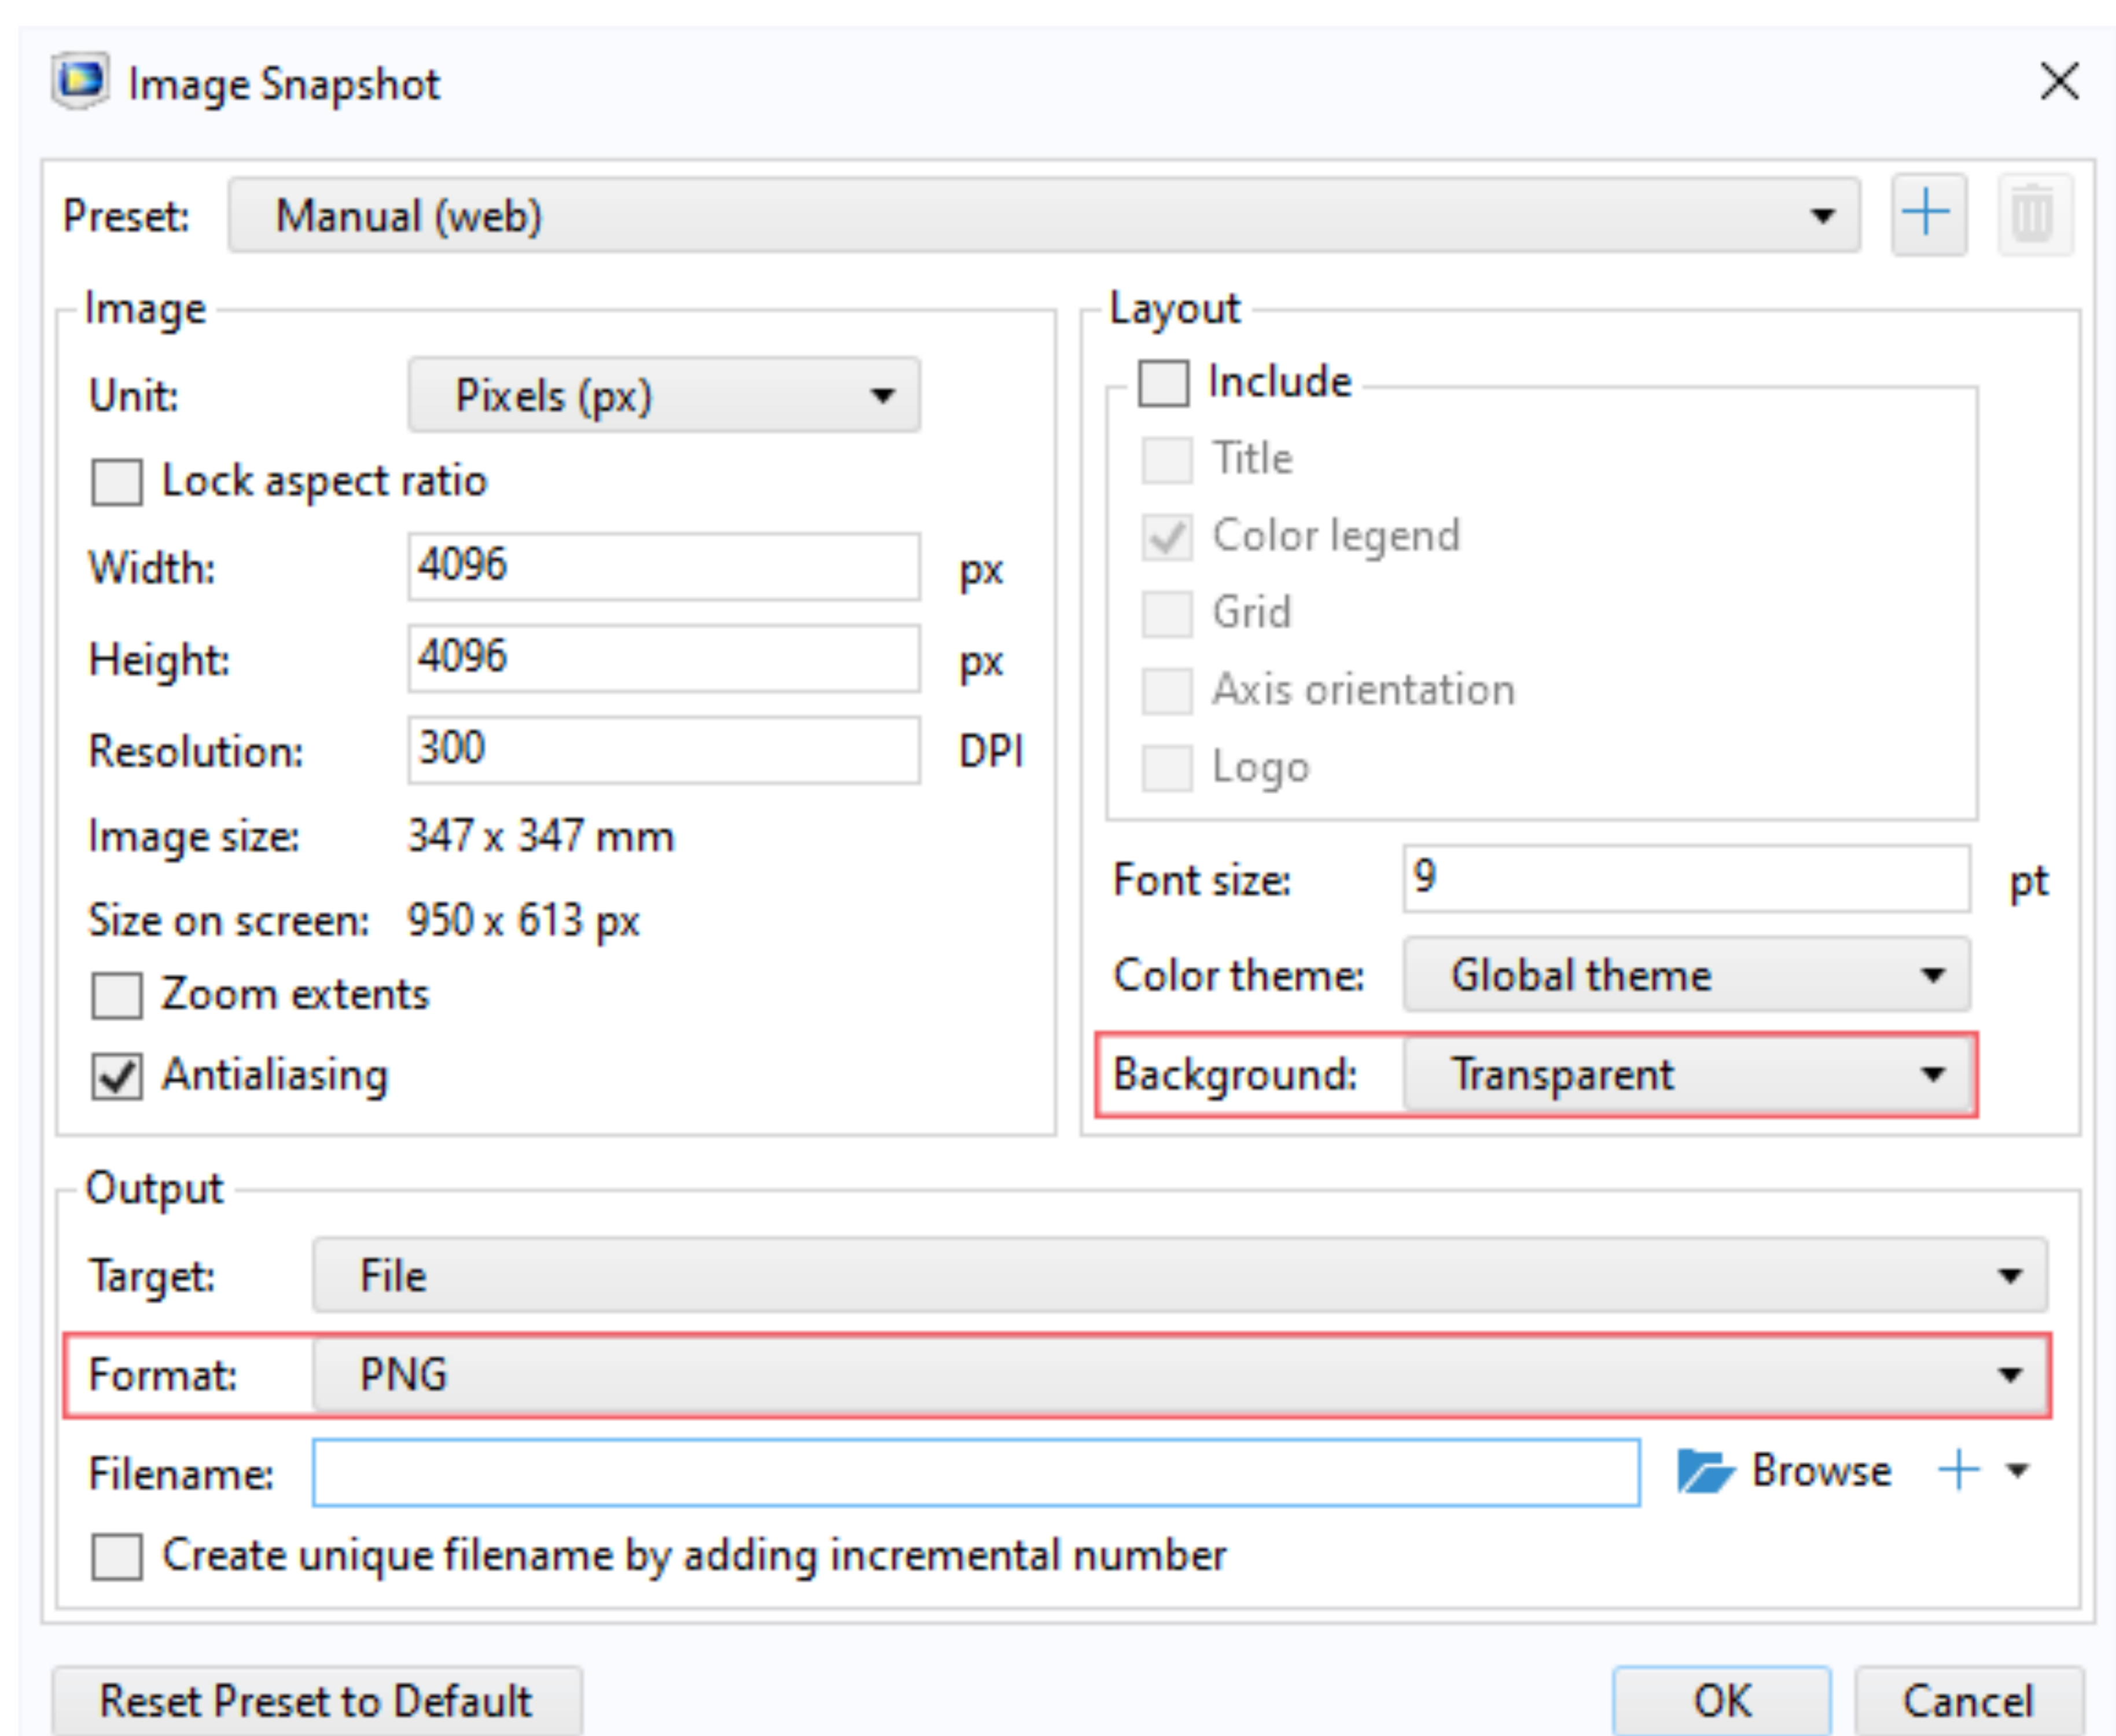 Image Snapshot
Preset: Manual (web)
Image
Unit: Pixels (px)
Lock aspect ratio
Width: 4096 px
Height: 4096 px
Resolution: 300 DPI
Image size: 347 x 347 mm
Size on screen: 950 x 613 px
Zoom extents
Antialiasing
Layout
Include
Title
Color legend
Grid
Axis orientation
Logo
Font size: 9 pt
Color theme: Global theme
Background: Transparent
Output
Target: File
Format: PNG
Filename: Browse
Create unique filename by adding incremental number
Reset Preset to Default OK Cancel